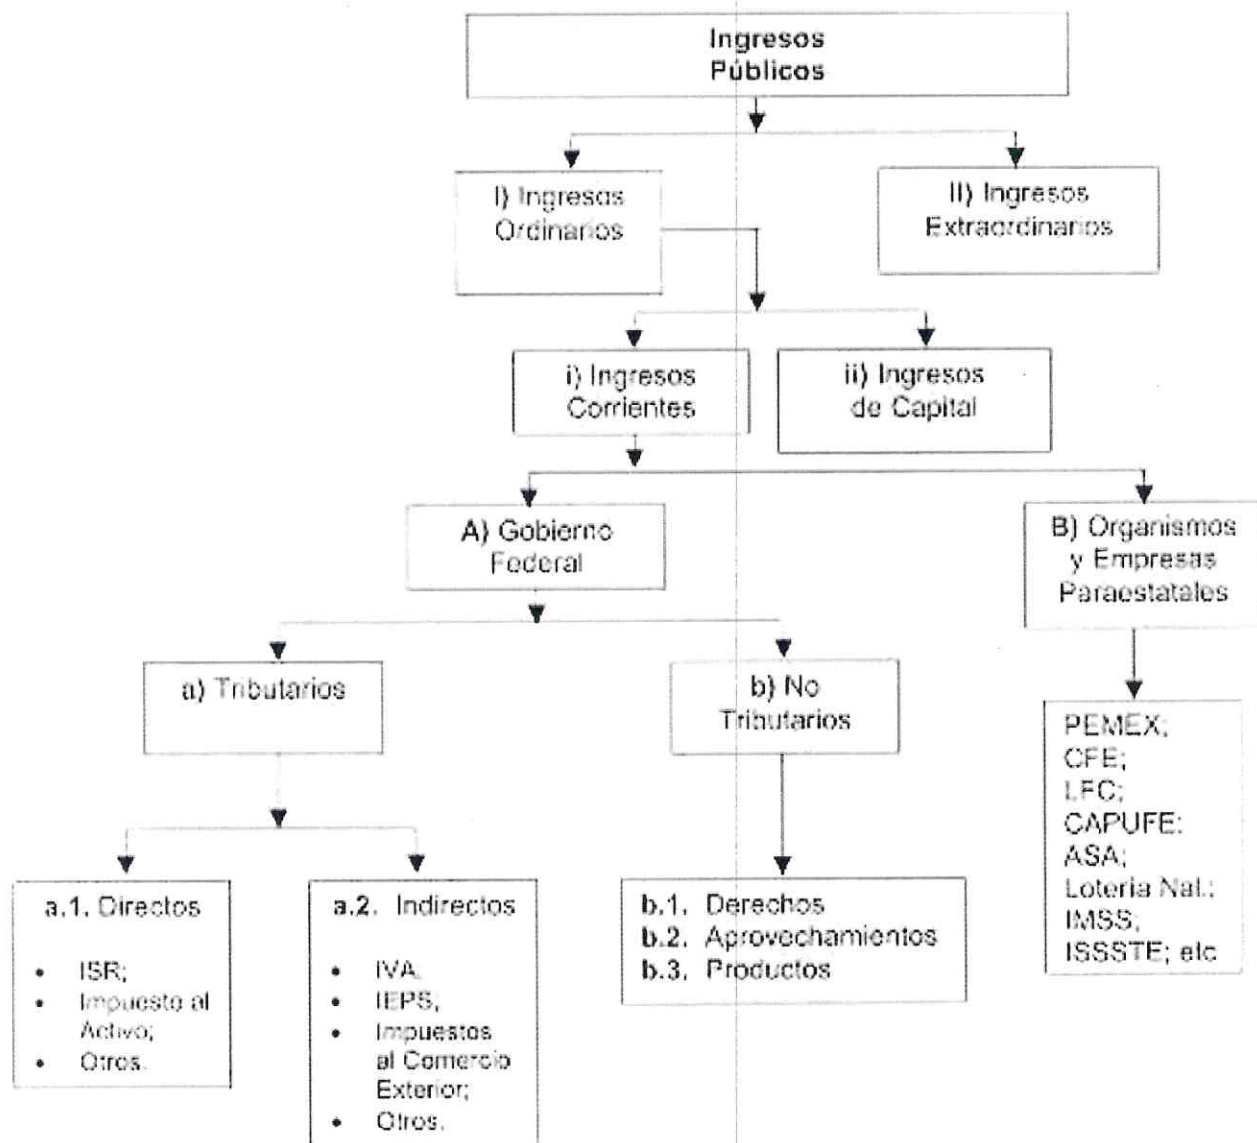 Ingresos
Públicos
I) Ingresos
Ordinarios
II) Ingresos
Extraordinarios
i) Ingresos
Corrientes
ii) Ingresos
de Capital
A) Gobierno
Federal
B) Organismos
y Empresas
Paraestatales
a) Tributarios
b) No
Tributarios
PEMEX;
CFE;
LFC;
CAPUFE;
ASA;
Lotería Nal.;
IMSS;
ISSSTE; etc
a.1. Directos
• ISR;
• Impuesto al
Activo;
• Otros.
a.2. Indirectos
• IVA.
• IEPS;
• Impuestos
al Comercio
Exterior;
• Otros.
b.1. Derechos
b.2. Aprovechamientos
b.3. Productos